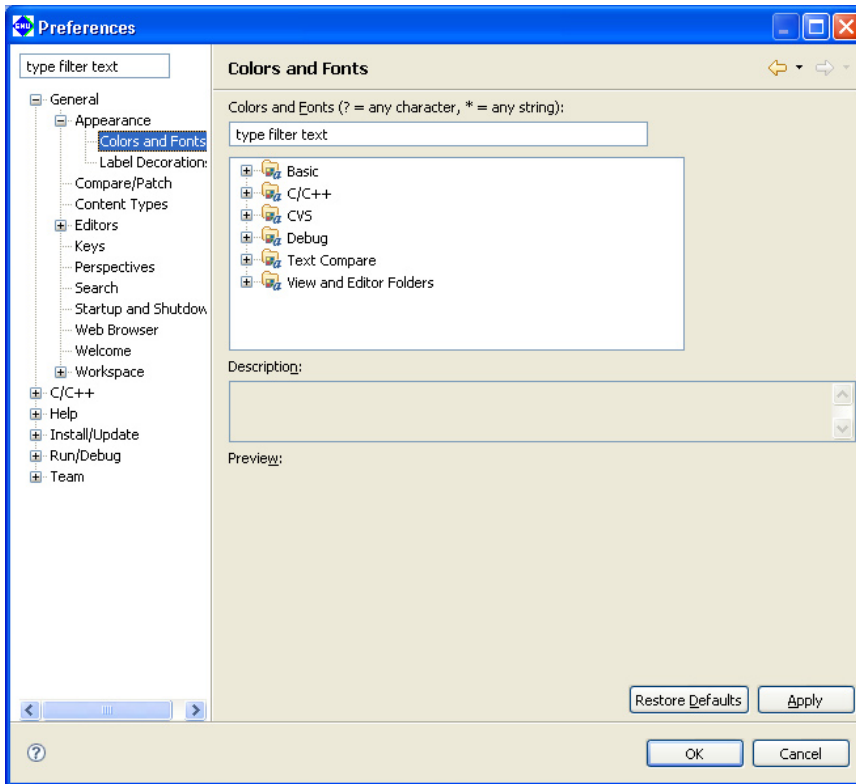 Preferences
type filter text
General
Appearance
Colors and Fonts
Label Decoration
Compare/Patch
Content Types
Editors
Keys
Perspectives
Search
Startup and Shutdow
Web Browser
Welcome
Workspace
C/C++
Help
Install/Update
Run/Debug
Team
Colors and Fonts
Colors and Fonts (? = any character, * = any string):
type filter text
Basic
C/C++
CVS
Debug
Text Compare
View and Editor Folders
Description:
Preview:
Restore Defaults Apply
OK Cancel